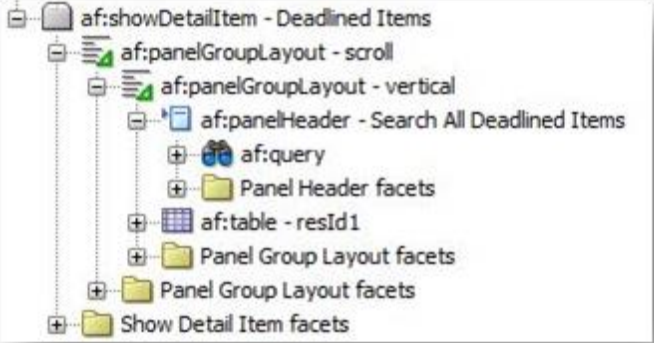 af:showDetailItem - Deadlined Items
af:panelGroupLayout - scroll
af:panelGroupLayout - vertical
af:panelHeader - Search All Deadlined Items
af:query
Panel Header facets
af:table - resId1
Panel Group Layout facets
Panel Group Layout facets
Show Detail Item facets